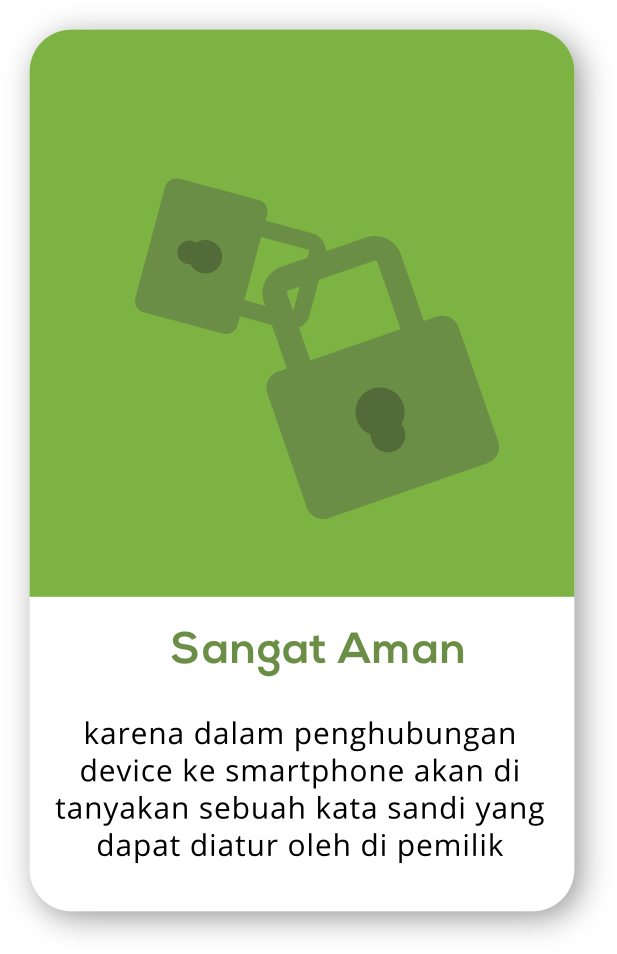 Sangat Aman
karena dalam penghubungan
device ke smartphone akan di
tanyakan sebuah kata sandi yang
dapat diatur oleh di pemilik